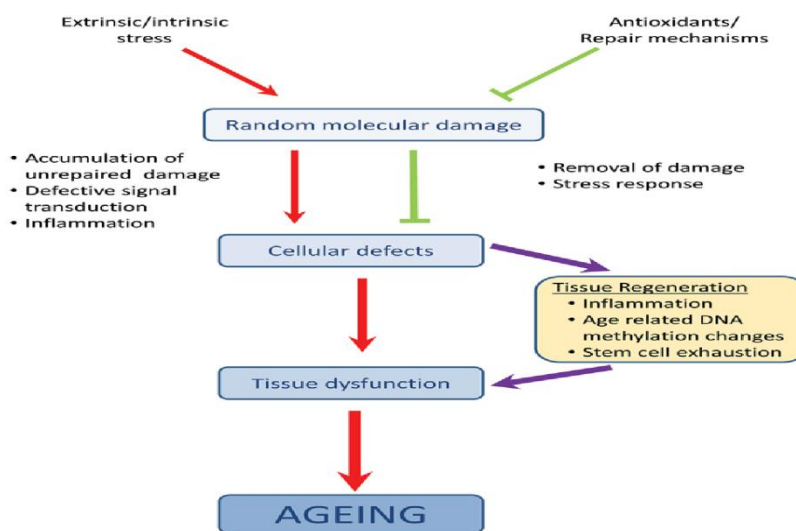 Extrinsic/intrinsic
stress
Antioxidants/
Repair mechanisms
Random molecular damage
• Accumulation of
unrepaired damage
• Defective signal
transduction
• Inflammation
• Removal of damage
• Stress response
Cellular defects
Tissue Regeneration
• Inflammation
• Age related DNA
methylation changes
• Stem cell exhaustion
Tissue dysfunction
AGEING